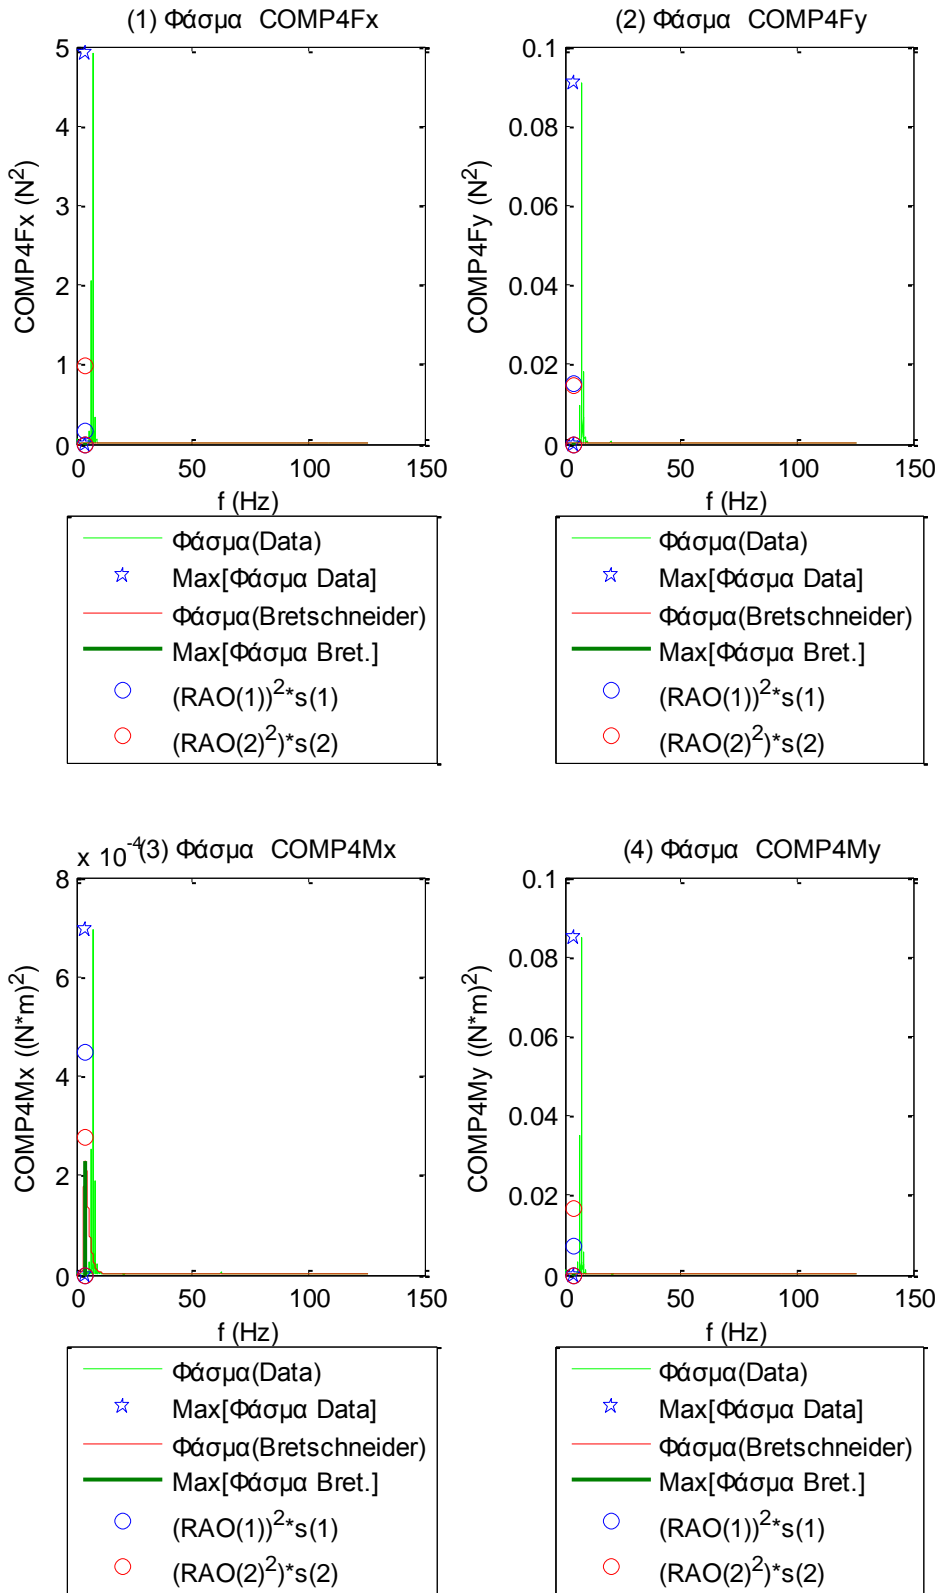 (1) Φάσμα COMP4Fx
5
4
3
2
1
0
COMP4Fx (N^2)
0 50 100 150
f (Hz)
Φάσμα(Data)
Max[Φάσμα Data]
Φάσμα(Bretschneider)
Max[Φάσμα Bret.]
(RAO(1))^2*s(1)
(RAO(2)^2)*s(2)
(2) Φάσμα COMP4Fy
0.1
0.08
0.06
0.04
0.02
0
COMP4Fy (N^2)
0 50 100 150
f (Hz)
Φάσμα(Data)
Max[Φάσμα Data]
Φάσμα(Bretschneider)
Max[Φάσμα Bret.]
(RAO(1))^2*s(1)
(RAO(2)^2)*s(2)
x 10^-4
(3) Φάσμα COMP4Mx
8
6
4
2
0
COMP4Mx ((N*m)^2)
0 50 100 150
f (Hz)
Φάσμα(Data)
Max[Φάσμα Data]
Φάσμα(Bretschneider)
Max[Φάσμα Bret.]
(RAO(1))^2*s(1)
(RAO(2)^2)*s(2)
(4) Φάσμα COMP4My
0.1
0.08
0.06
0.04
0.02
0
COMP4My ((N*m)^2)
0 50 100 150
f (Hz)
Φάσμα(Data)
Max[Φάσμα Data]
Φάσμα(Bretschneider)
Max[Φάσμα Bret.]
(RAO(1))^2*s(1)
(RAO(2)^2)*s(2)